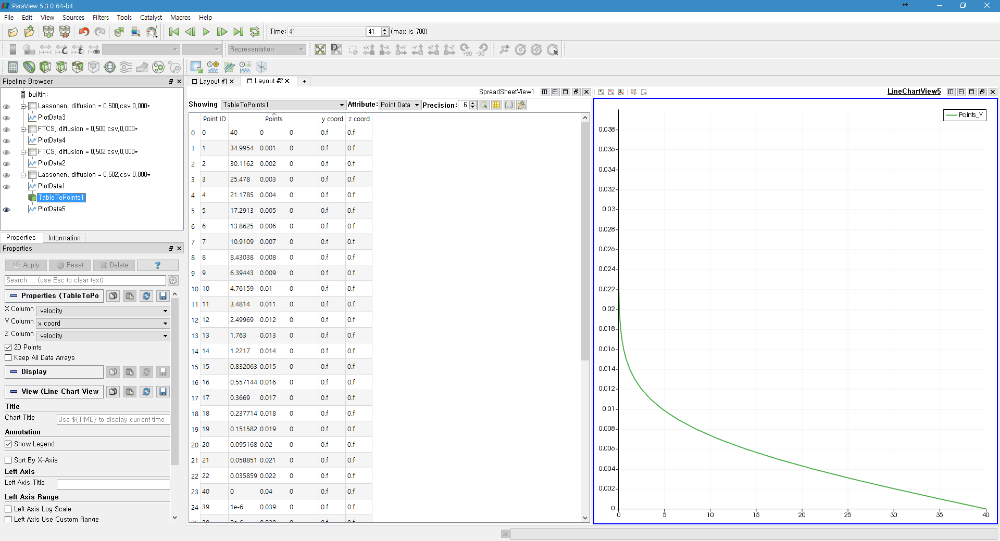 ParaView 5.3.0 64-bit
File Edit View Sources Filters Tools Catalyst Macros Help
Time: 41 41 (max is 700)
Representation
+X -X +Y -Y +Z -Z +90 -90
Pipeline Browser
Layout #1 Layout #2 +
builtin:
Lassonen, diffusion = 0,500,csv,0,000*
PlotData3
FTCS, diffusion = 0,500,csv,0,000*
PlotData4
FTCS, diffusion = 0,502,csv,0,000*
PlotData2
Lassonen, diffusion = 0,502,csv,0,000*
PlotData1
TableToPoints1
PlotData5
Properties Information
Properties
Apply Reset Delete ?
Search ... (use Esc to clear text)
Properties (TableToPo
X Column velocity
Y Column x coord
Z Column velocity
2D Points
Keep All Data Arrays
Display
View (Line Chart View
Title
Chart Title Use ${TIME} to display current time
Annotation
Show Legend
Sort By X-Axis
Left Axis
Left Axis Title
Left Axis Range
Left Axis Log Scale
Left Axis Use Custom Range
SpreadSheetView1
Showing TableToPoints1 Attribute: Point Data Precision: 6
Point ID Points y coord z coord
0 0 40 0 0 0.f 0.f
1 1 34.9954 0.001 0 0.f 0.f
2 2 30.1162 0.002 0 0.f 0.f
3 3 25.478 0.003 0 0.f 0.f
4 4 21.1785 0.004 0 0.f 0.f
5 5 17.2913 0.005 0 0.f 0.f
6 6 13.8625 0.006 0 0.f 0.f
7 7 10.9109 0.007 0 0.f 0.f
8 8 8.43038 0.008 0 0.f 0.f
9 9 6.39443 0.009 0 0.f 0.f
10 10 4.76159 0.01 0 0.f 0.f
11 11 3.4814 0.011 0 0.f 0.f
12 12 2.49969 0.012 0 0.f 0.f
13 13 1.763 0.013 0 0.f 0.f
14 14 1.2217 0.014 0 0.f 0.f
15 15 0.832063 0.015 0 0.f 0.f
16 16 0.557144 0.016 0 0.f 0.f
17 17 0.3669 0.017 0 0.f 0.f
18 18 0.237714 0.018 0 0.f 0.f
19 19 0.151582 0.019 0 0.f 0.f
20 20 0.095168 0.02 0 0.f 0.f
21 21 0.058851 0.021 0 0.f 0.f
22 22 0.035859 0.022 0 0.f 0.f
23 40 0 0.04 0 0.f 0.f
24 39 1e-6 0.039 0 0.f 0.f
LineChartView5
Points_Y
0.038
0.036
0.034
0.032
0.03
0.028
0.026
0.024
0.022
0.02
0.018
0.016
0.014
0.012
0.01
0.008
0.006
0.004
0.002
0
0 5 10 15 20 25 30 35 40